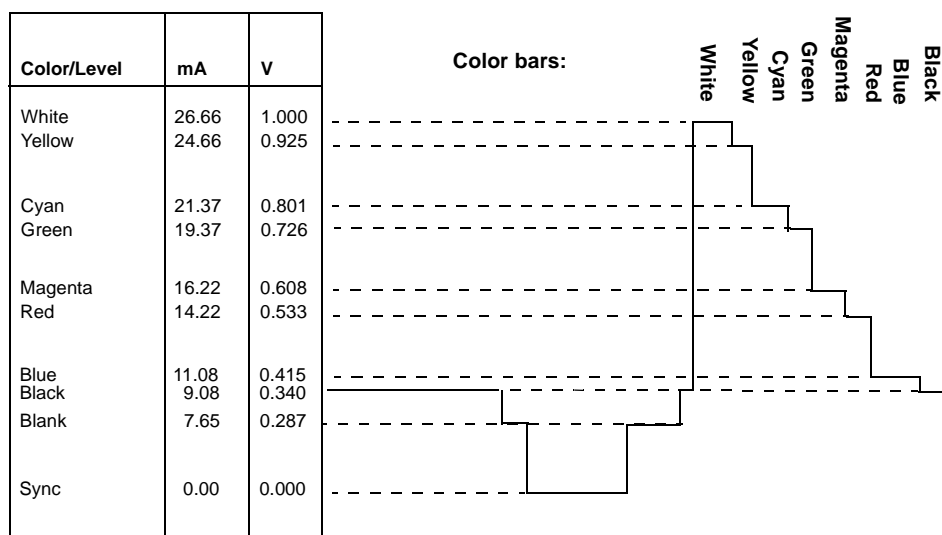 Color/Level mA V
Color bars:
White
Yellow
Cyan
Green
Magenta
Red
Blue
Black
White 26.66 1.000
Yellow 24.66 0.925
Cyan 21.37 0.801
Green 19.37 0.726
Magenta 16.22 0.608
Red 14.22 0.533
Blue 11.08 0.415
Black 9.08 0.340
Blank 7.65 0.287
Sync 0.00 0.000